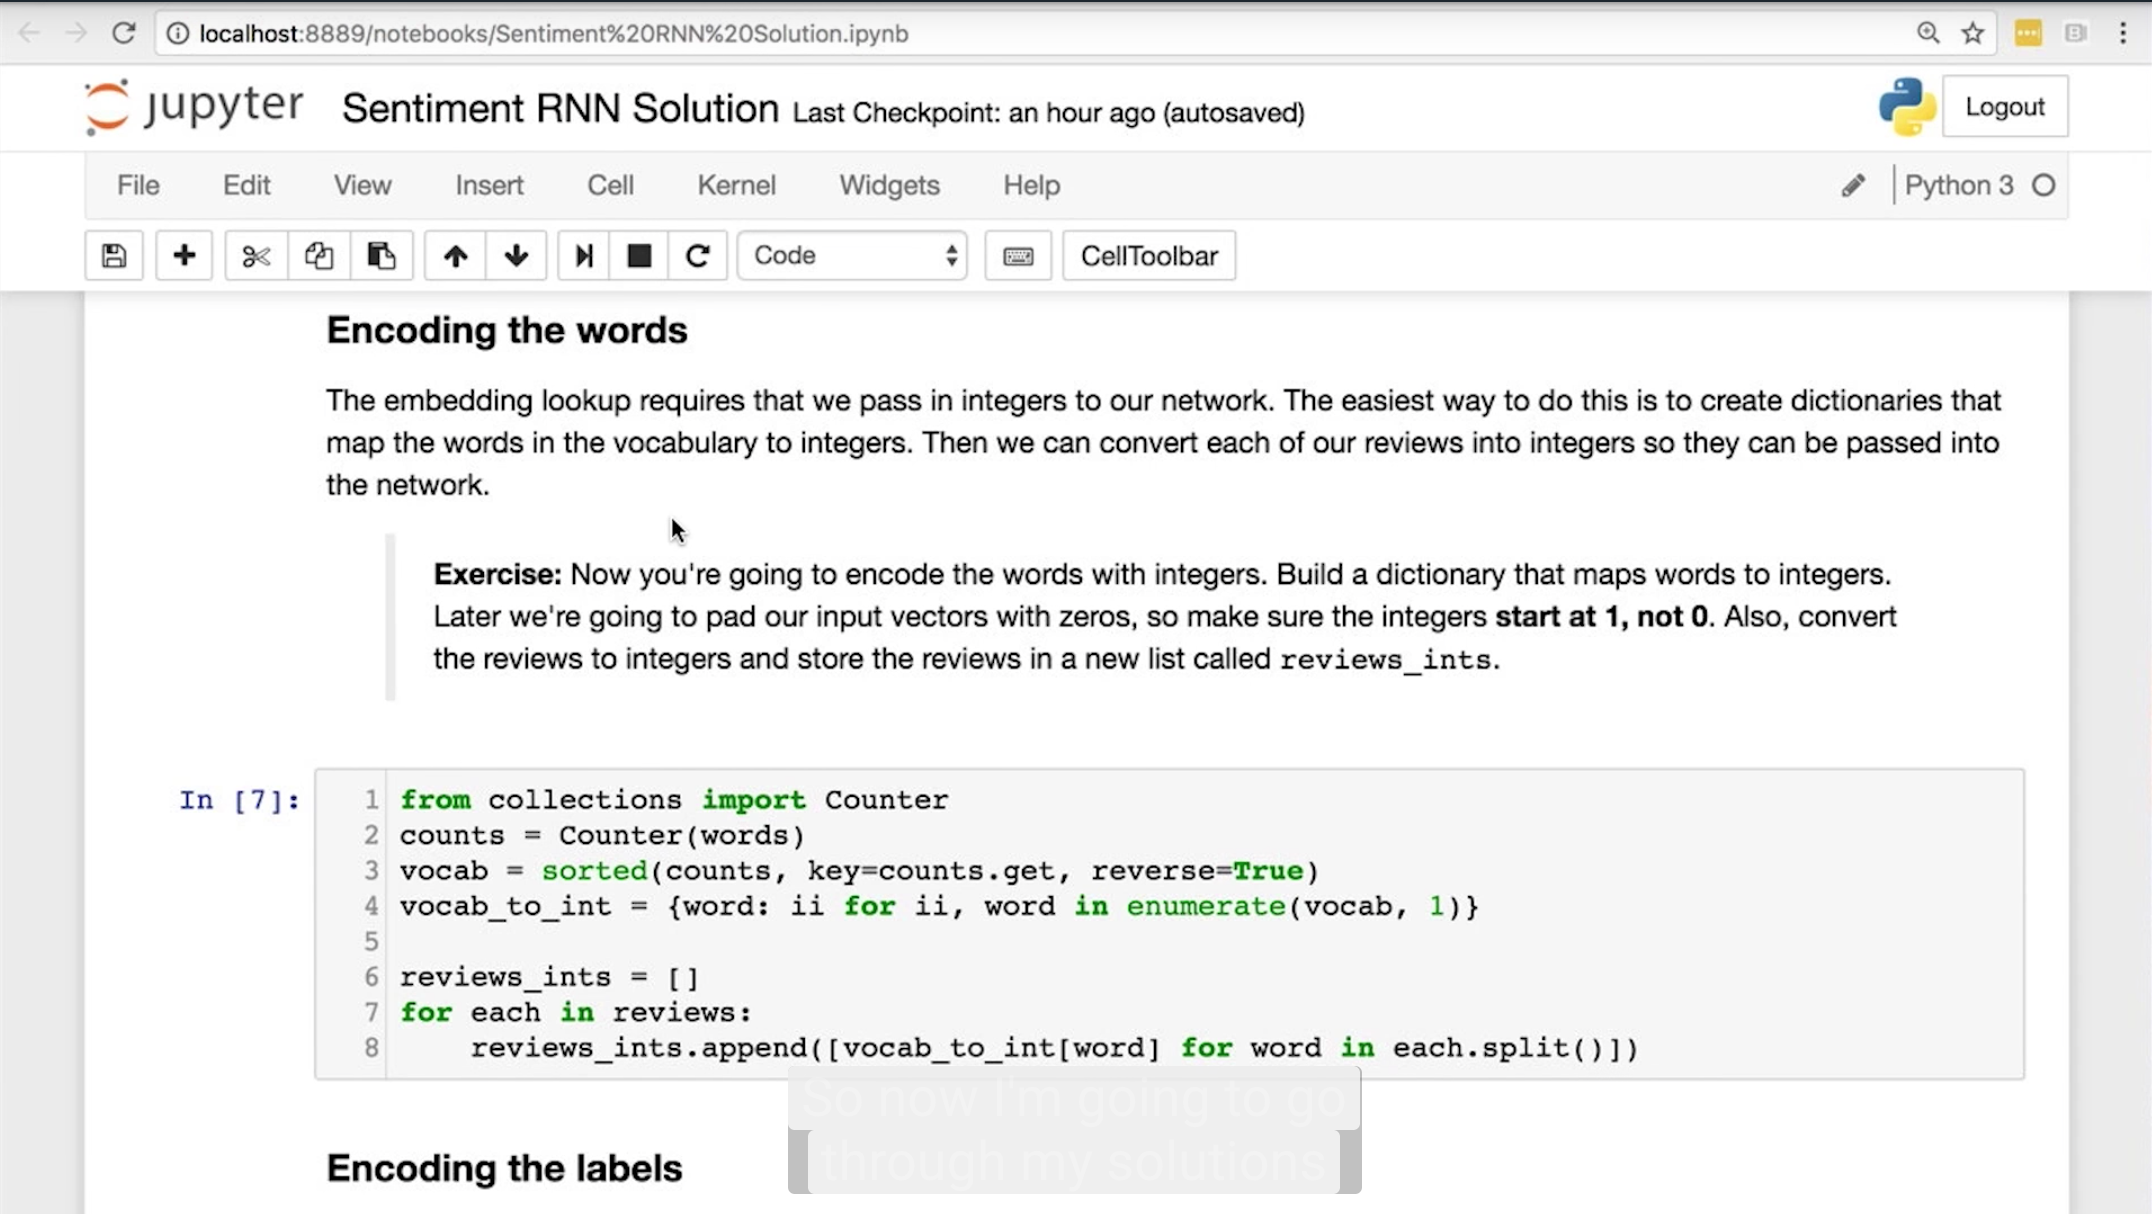 localhost:8889/notebooks/Sentiment%20RNN%20Solution.ipynb
jupyter Sentiment RNN Solution Last Checkpoint: an hour ago (autosaved) Logout
File Edit View Insert Cell Kernel Widgets Help Python 3
Code CellToolbar
Encoding the words
The embedding lookup requires that we pass in integers to our network. The easiest way to do this is to create dictionaries that
map the words in the vocabulary to integers. Then we can convert each of our reviews into integers so they can be passed into
the network.
Exercise: Now you're going to encode the words with integers. Build a dictionary that maps words to integers.
Later we're going to pad our input vectors with zeros, so make sure the integers start at 1, not 0. Also, convert
the reviews to integers and store the reviews in a new list called reviews_ints.
In [7]:
1 from collections import Counter
2 counts = Counter(words)
3 vocab = sorted(counts, key=counts.get, reverse=True)
4 vocab_to_int = {word: ii for ii, word in enumerate(vocab, 1)}
5
6 reviews_ints = []
7 for each in reviews:
8     reviews_ints.append([vocab_to_int[word] for word in each.split()])
So now I'm going to go
through my solutions
Encoding the labels